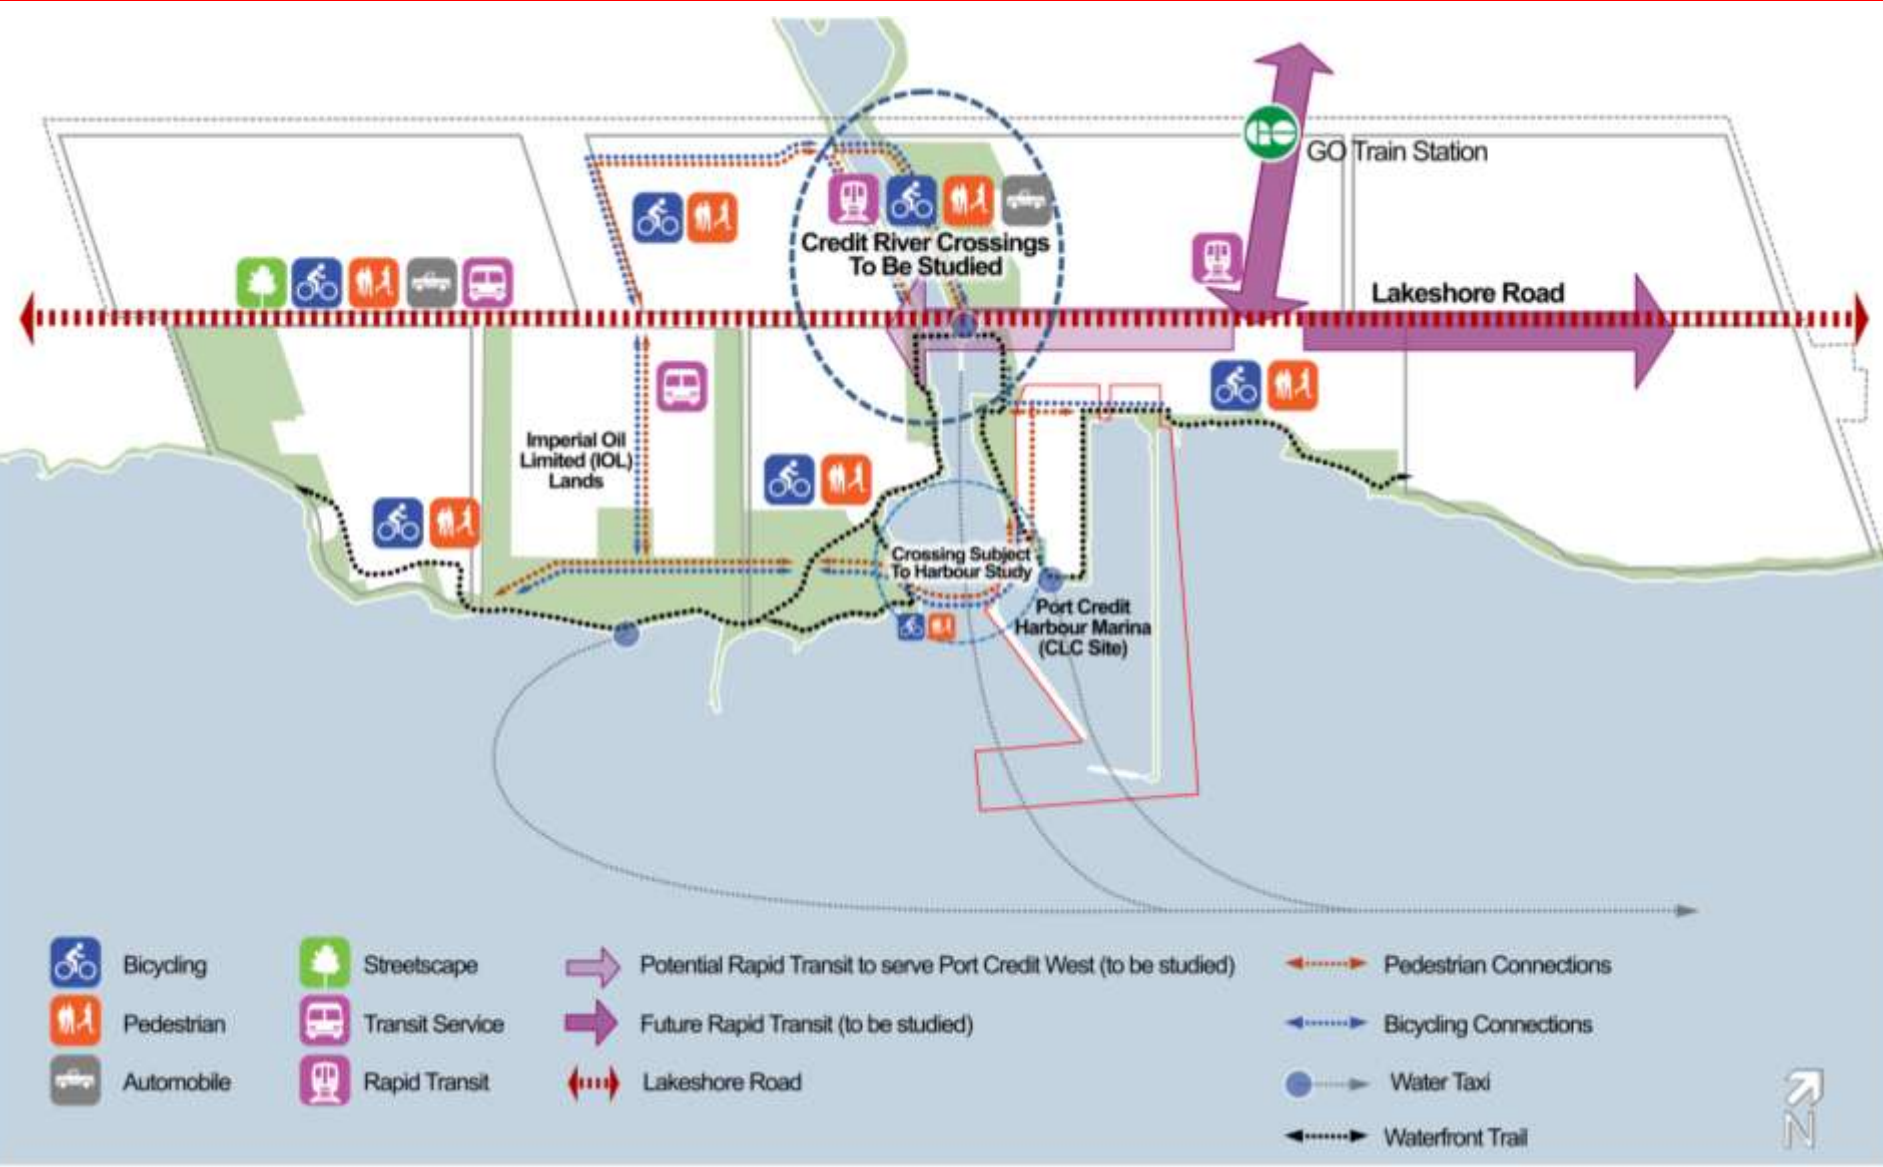 GO
GO Train Station
Credit River Crossings
To Be Studied
Lakeshore Road
Imperial Oil
Limited (IOL)
Lands
Crossing Subject
To Harbour Study
Port Credit
Harbour Marina
(CLC Site)
Bicycling
Streetscape
Potential Rapid Transit to serve Port Credit West (to be studied)
Pedestrian Connections
Pedestrian
Transit Service
Future Rapid Transit (to be studied)
Bicycling Connections
Automobile
Rapid Transit
Lakeshore Road
Water Taxi
Waterfront Trail
N